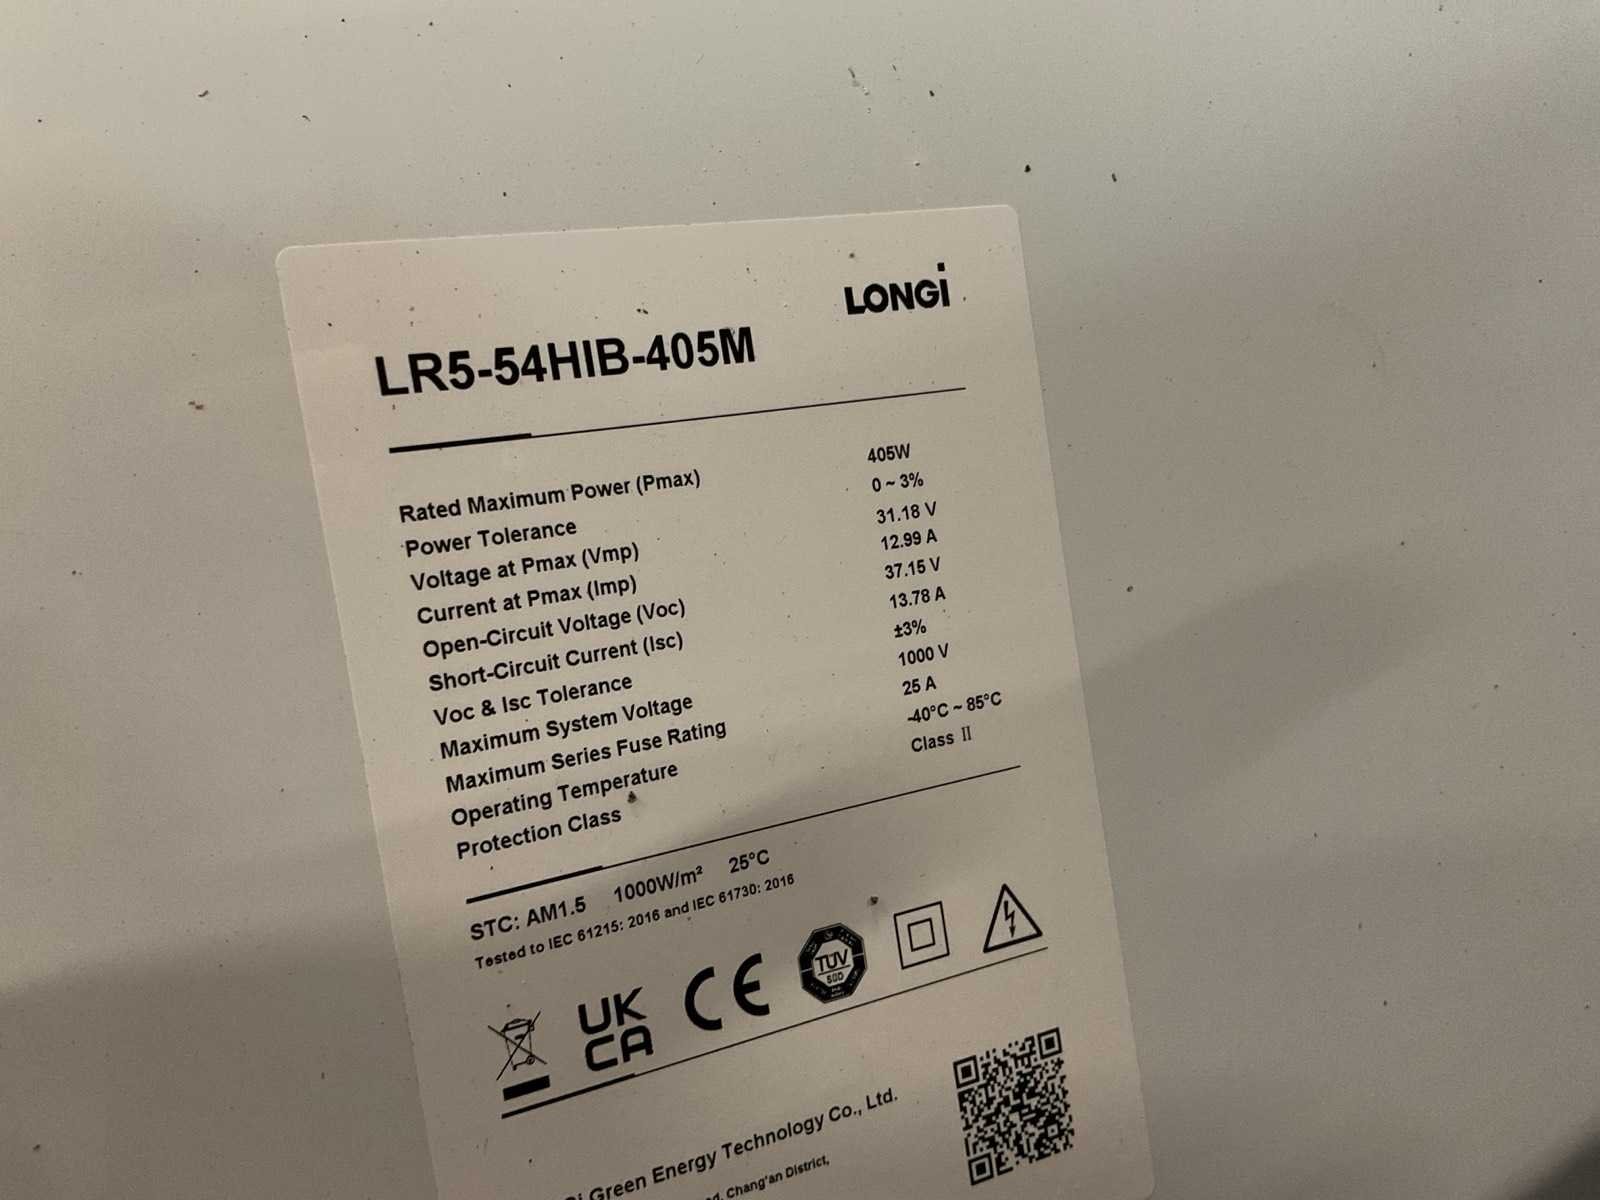 LONGi
LR5-54HIB-405M
Rated Maximum Power (Pmax) 405W
Power Tolerance 0 ~ 3%
Voltage at Pmax (Vmp) 31.18 V
Current at Pmax (Imp) 12.99 A
Open-Circuit Voltage (Voc) 37.15 V
Short-Circuit Current (Isc) 13.78 A
Voc & Isc Tolerance ±3%
Maximum System Voltage 1000 V
Maximum Series Fuse Rating 25 A
Operating Temperature -40°C ~ 85°C
Protection Class Class II
STC: AM1.5 1000W/m² 25°C
Tested to IEC 61215: 2016 and IEC 61730: 2016
UK
CA
CE
TÜV
SÜD
Green Energy Technology Co., Ltd.
Chang'an District,